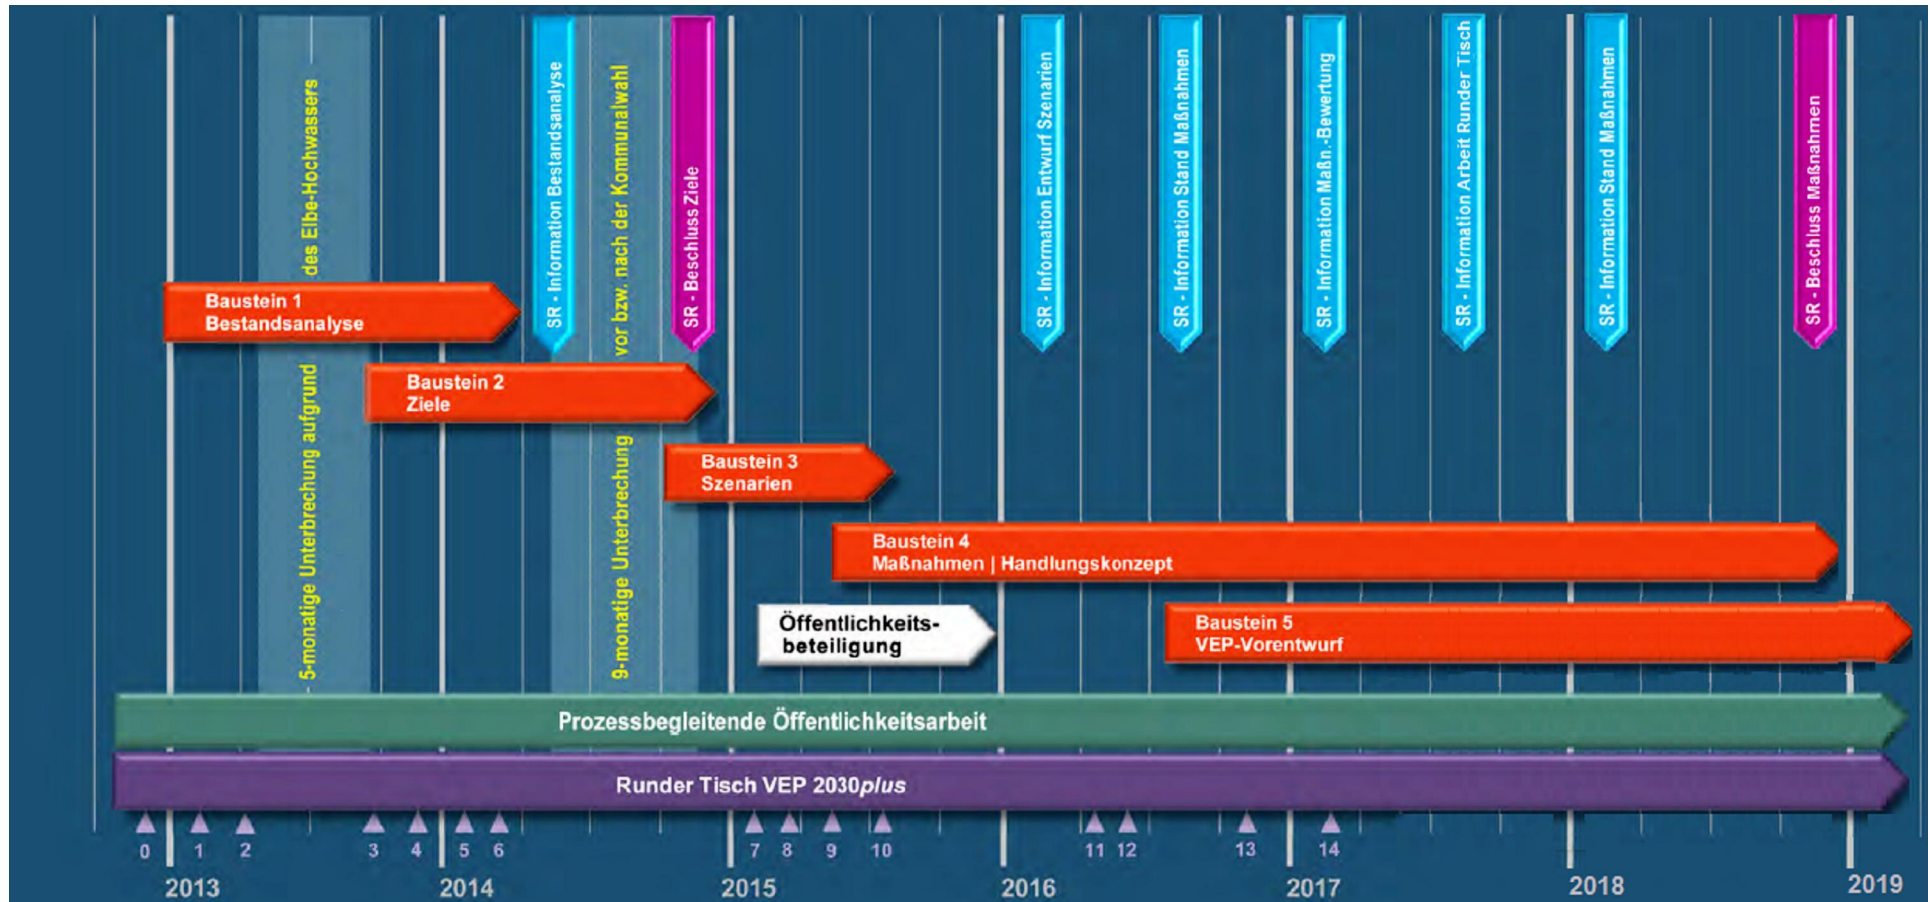 5-monatige Unterbrechung aufgrund des Elbe-Hochwassers
9-monatige Unterbrechung vor bzw. nach der Kommunalwahl
SR - Information Bestandsanalyse
SR - Beschluss Ziele
SR - Information Entwurf Szenarien
SR - Information Stand Maßnahmen
SR - Information Maßn.-Bewertung
SR - Information Arbeit Runder Tisch
SR - Information Stand Maßnahmen
SR - Beschluss Maßnahmen
Baustein 1
Bestandsanalyse
Baustein 2
Ziele
Baustein 3
Szenarien
Baustein 4
Maßnahmen | Handlungskonzept
Öffentlichkeits-
beteiligung
Baustein 5
VEP-Vorentwurf
Prozessbegleitende Öffentlichkeitsarbeit
Runder Tisch VEP 2030plus
0 1 2 3 4 5 6 7 8 9 10 11 12 13 14
2013 2014 2015 2016 2017 2018 2019